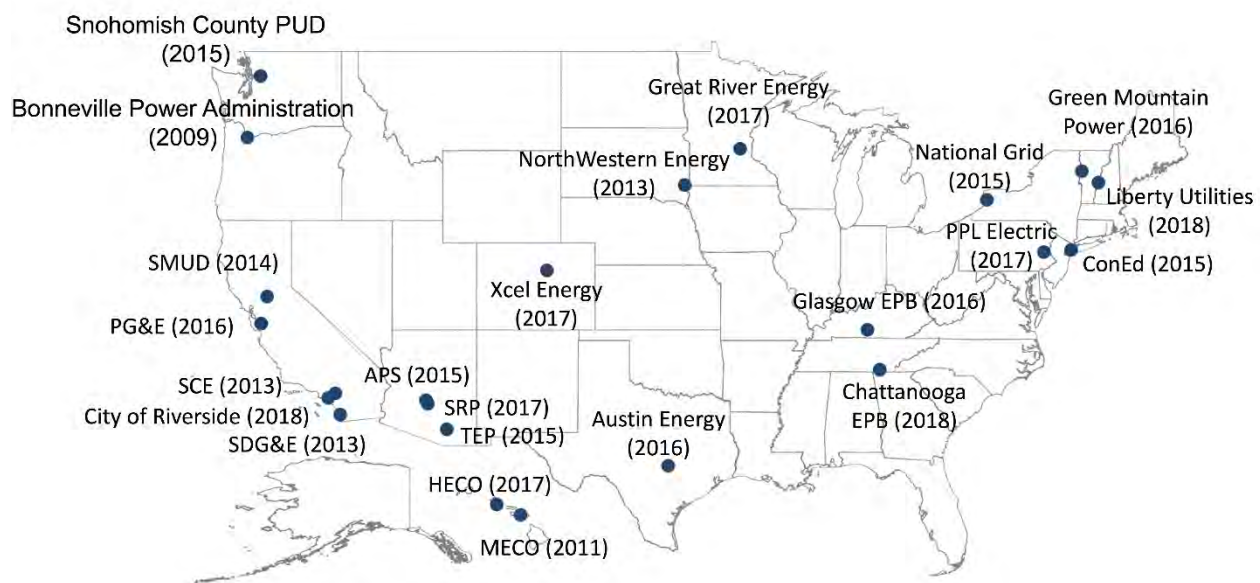 Snohomish County PUD
(2015)
Bonneville Power Administration
(2009)
Great River Energy
(2017)
NorthWestern Energy
(2013)
Green Mountain
Power (2016)
National Grid
(2015)
Liberty Utilities
(2018)
PPL Electric
(2017)
ConEd (2015)
SMUD (2014)
PG&E (2016)
Xcel Energy
(2017)
Glasgow EPB (2016)
SCE (2013)
City of Riverside (2018)
SDG&E (2013)
APS (2015)
SRP (2017)
TEP (2015)
Austin Energy
(2016)
Chattanooga
EPB (2018)
HECO (2017)
MECO (2011)